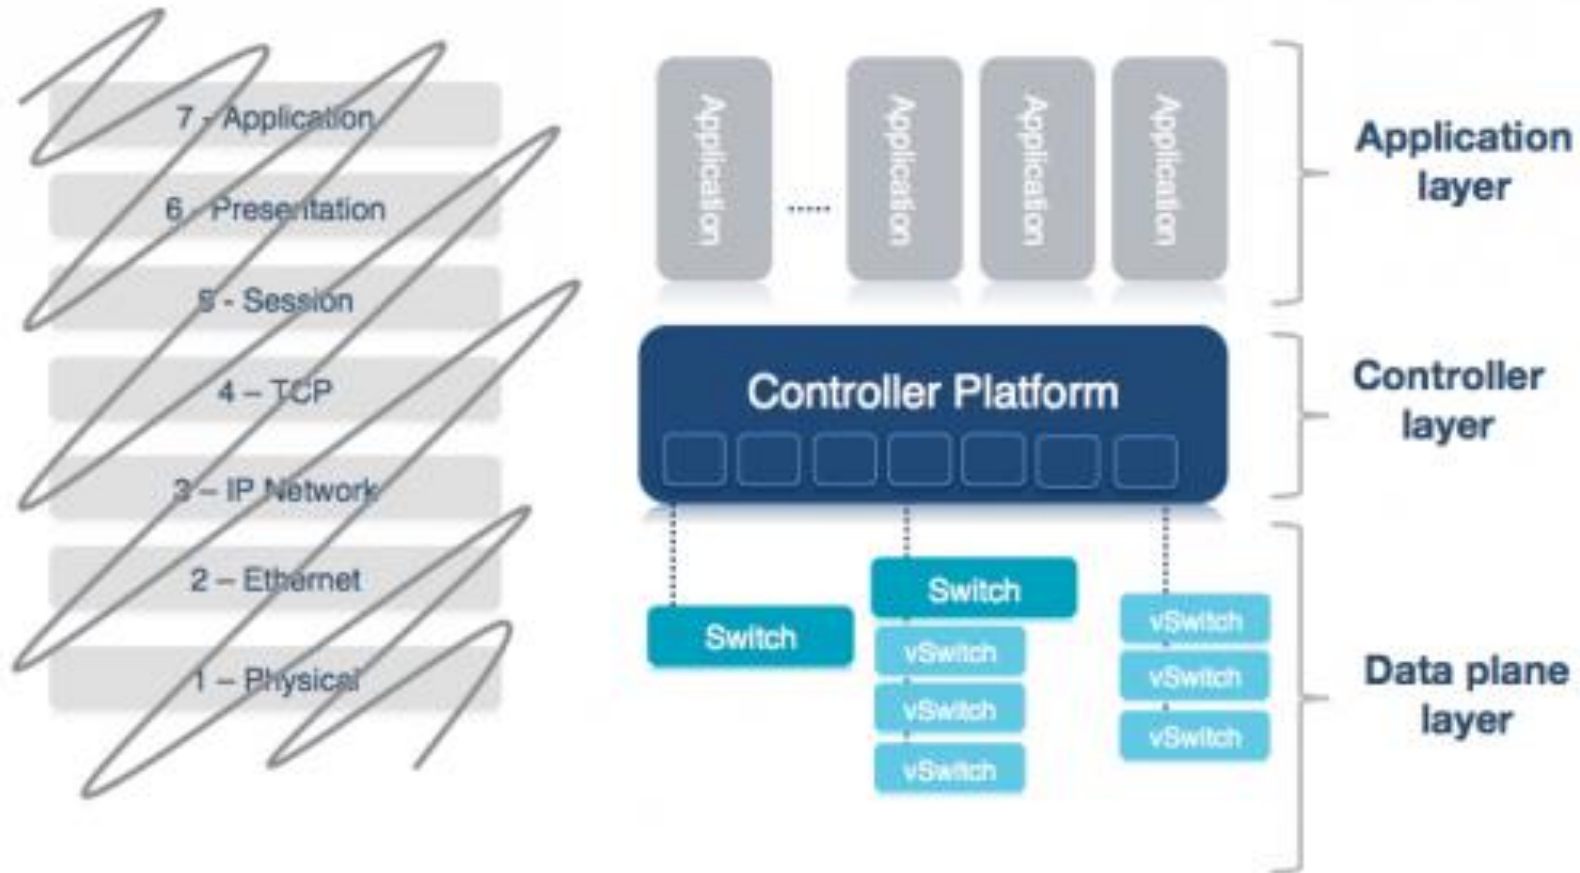 7 - Application
6 - Presentation
5 - Session
4 – TCP
3 – IP Network
2 – Ethernet
1 – Physical
Application
.....
Application
Application
Application
Application
layer
Controller Platform
Controller
layer
Switch
Switch
vSwitch
vSwitch
vSwitch
vSwitch
vSwitch
vSwitch
Data plane
layer